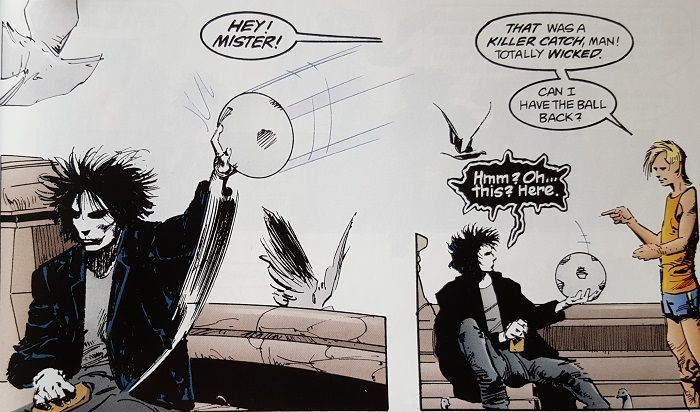 HEY!
MISTER!
THAT WAS A
KILLER CATCH, MAN!
TOTALLY WICKED.
CAN I
HAVE THE BALL
BACK?
Hmm? Oh...
this? Here.